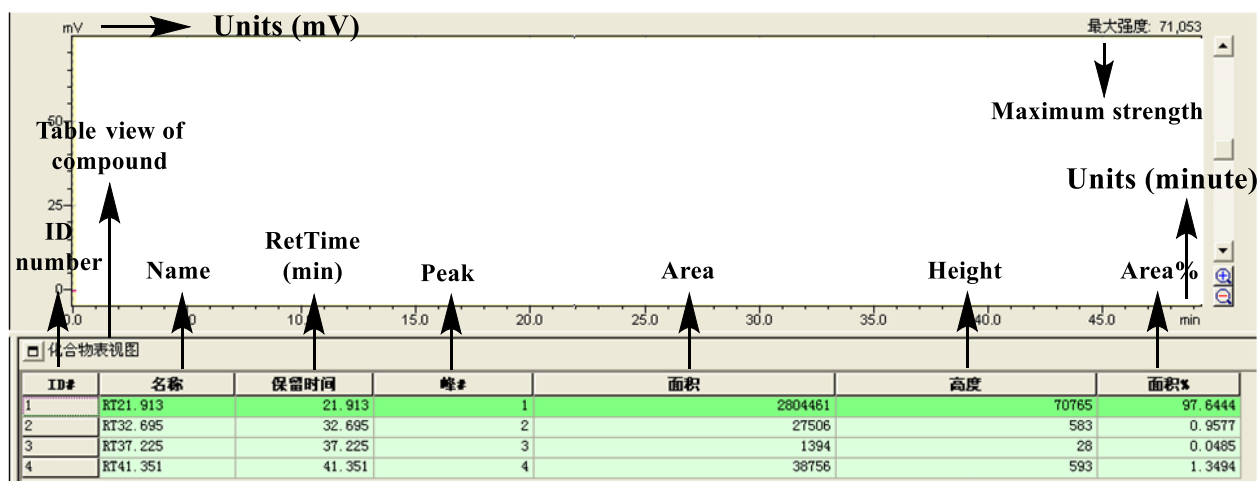 mV
Units (mV)
最大强度: 71,053
Maximum strength
50
Table view of
compound
Units (minute)
25
ID
number
Name
RetTime
(min)
Peak
Area
Height
Area%
0
0.0 10.0 15.0 20.0 25.0 30.0 35.0 40.0 45.0 min
化合物表视图
ID# 名称 保留时间 峰# 面积 高度 面积%
1 RT21.913 21.913 1 2804461 70765 97.6444
2 RT32.695 32.695 2 27506 583 0.9577
3 RT37.225 37.225 3 1394 28 0.0485
4 RT41.351 41.351 4 38756 593 1.3494